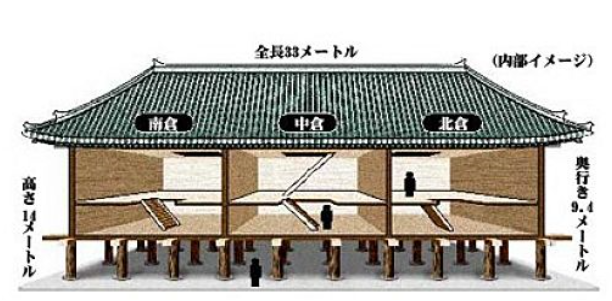 全長33メートル
(内部イメージ)
南倉
中倉
北倉
高さ14メートル
奥行き9.4メートル